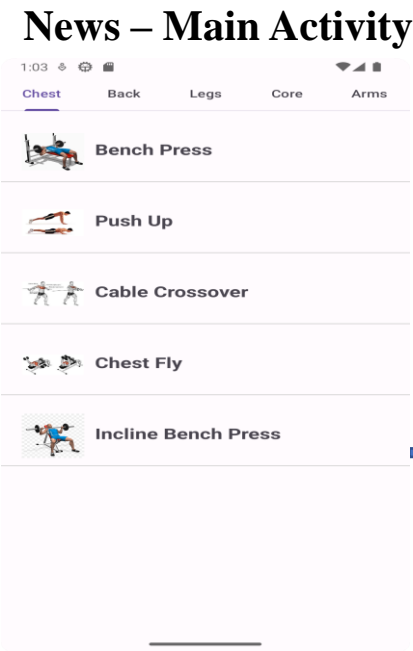 News – Main Activity
1:03
Chest Back Legs Core Arms
Bench Press
Push Up
Cable Crossover
Chest Fly
Incline Bench Press